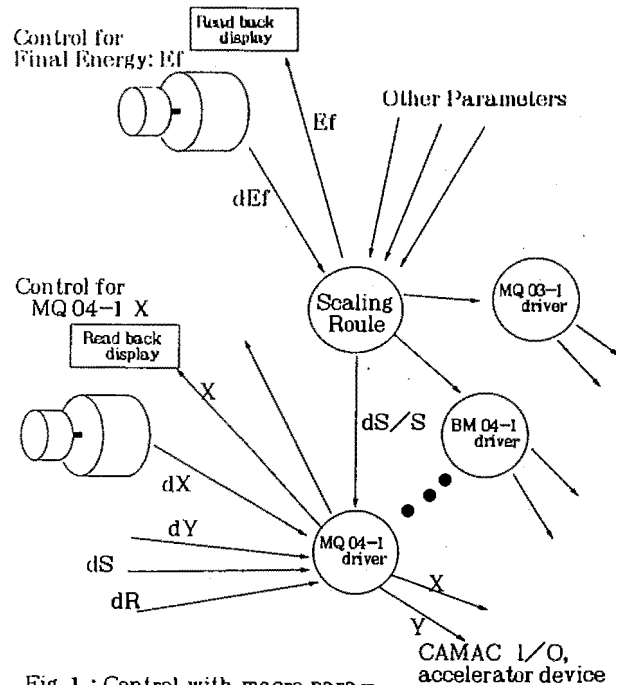 Control for
Final Energy: Ef
Read back
display
Ef
Other Parameters
dEf
Control for
MQ 04-1 X
Read back
display
Scaling
Roule
MQ 03-1
driver
X
dS/S
BM 04-1
driver
dX
dY
dS
dR
MQ 04-1
driver
X
Y
CAMAC I/O,
accelerator device
Fig. 1 : Control with macro param-